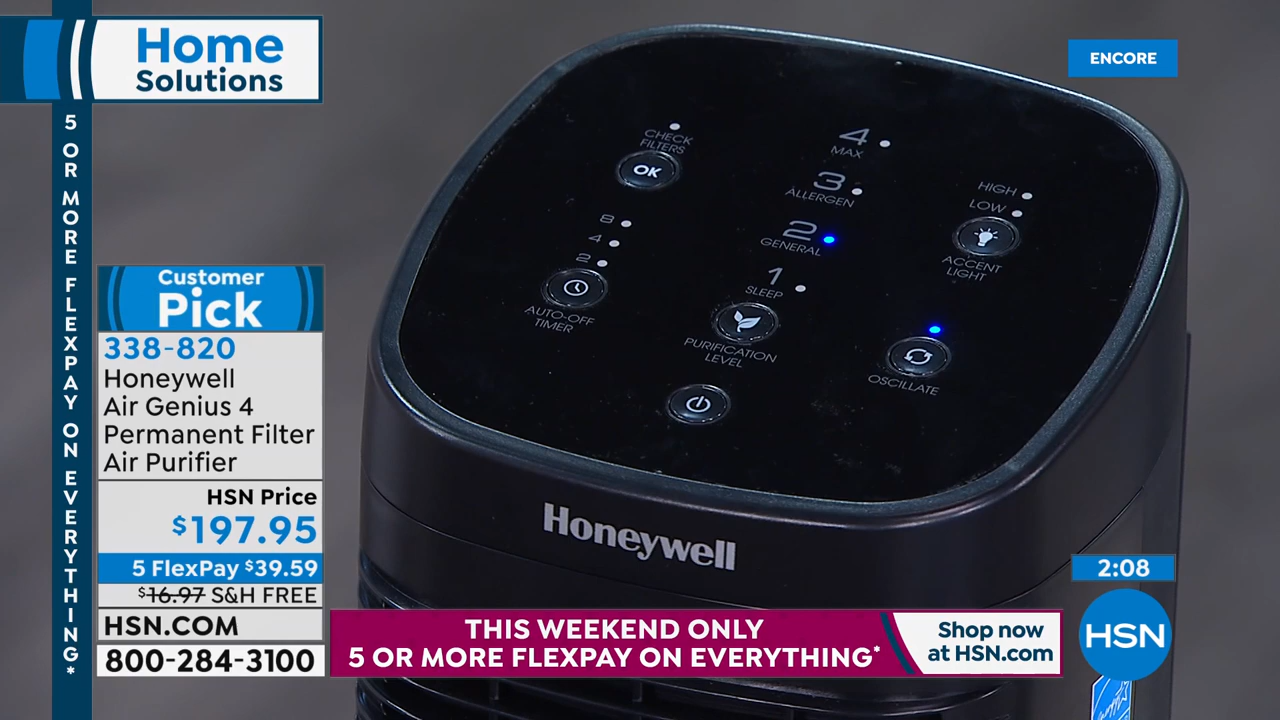 Home
Solutions
ENCORE
5 OR MORE FLEXPAY ON EVERYTHING*
Customer
Pick
338-820
Honeywell
Air Genius 4
Permanent Filter
Air Purifier
HSN Price
$197.95
5 FlexPay $39.59
$16.97 S&H FREE
HSN.COM
800-284-3100
CHECK
FILTERS
OK
8
4
2
AUTO-OFF
TIMER
4
MAX
3
ALLERGEN
2
GENERAL
1
SLEEP
PURIFICATION
LEVEL
HIGH
LOW
ACCENT
LIGHT
OSCILLATE
Honeywell
THIS WEEKEND ONLY
5 OR MORE FLEXPAY ON EVERYTHING*
Shop now
at HSN.com
2:08
HSN